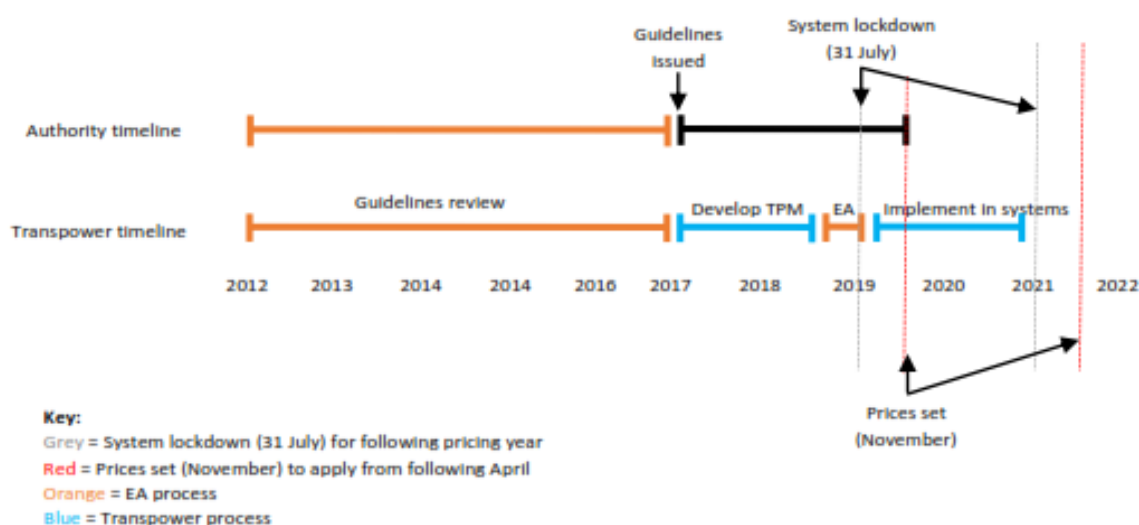 System lockdown
(31 July)
Guidelines
issued
Authority timeline
Guidelines review
Develop TPM
EA
Implement in systems
Transpower timeline
2012 2013 2014 2014 2016 2017 2018 2019 2020 2021 2022
Prices set
(November)
Key:
Grey = System lockdown (31 July) for following pricing year
Red = Prices set (November) to apply from following April
Orange = EA process
Blue = Transpower process